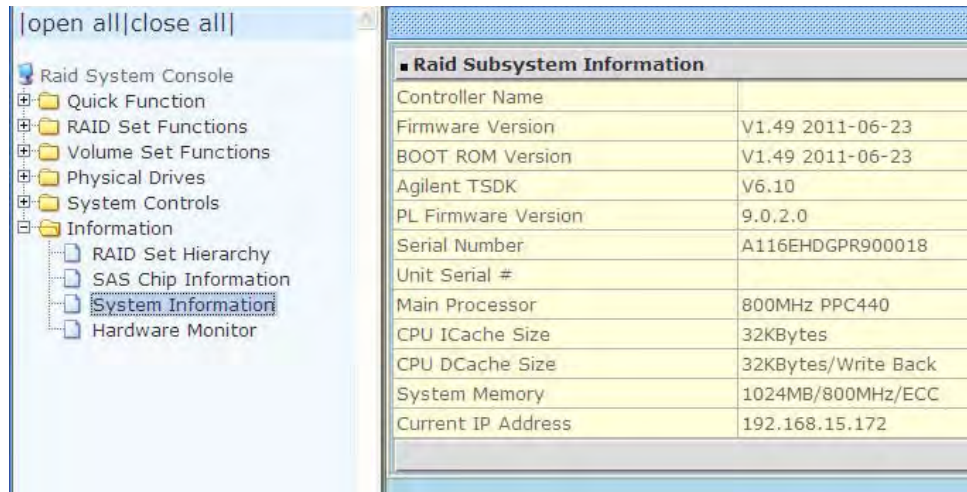 |open all|close all|
Raid System Console
Quick Function
RAID Set Functions
Volume Set Functions
Physical Drives
System Controls
Information
RAID Set Hierarchy
SAS Chip Information
System Information
Hardware Monitor
Raid Subsystem Information
Controller Name
Firmware Version V1.49 2011-06-23
BOOT ROM Version V1.49 2011-06-23
Agilent TSDK V6.10
PL Firmware Version 9.0.2.0
Serial Number A116EHDGPR900018
Unit Serial #
Main Processor 800MHz PPC440
CPU ICache Size 32KBytes
CPU DCache Size 32KBytes/Write Back
System Memory 1024MB/800MHz/ECC
Current IP Address 192.168.15.172